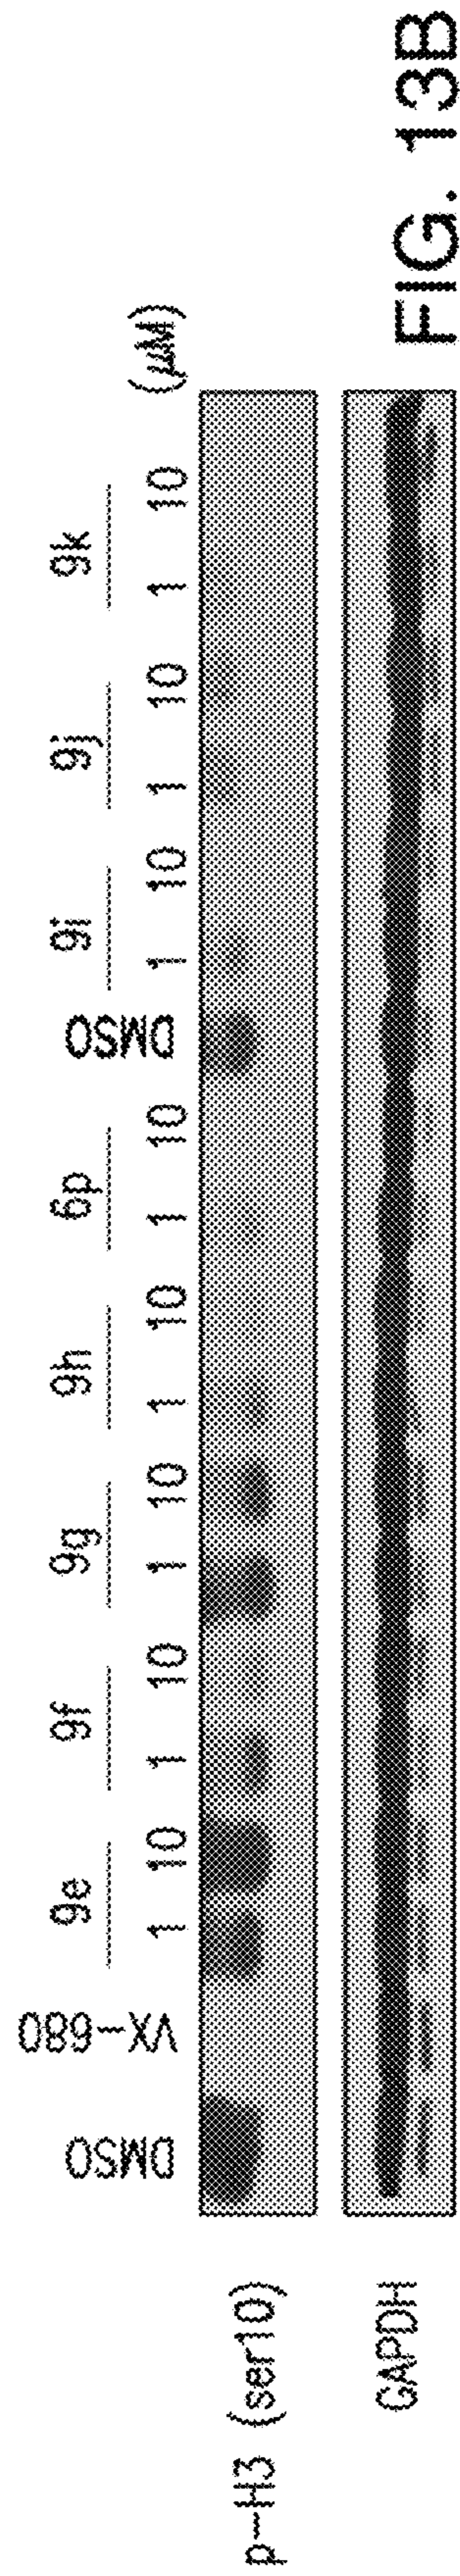 DMSO VX-680 9e 9f 9g 9h 6p DMSO 9i 9j 9k
1 10 1 10 1 10 1 10 1 10 1 10 1 10 1 10 (µM)
p-H3 (ser10)
GAPDH
FIG. 13B